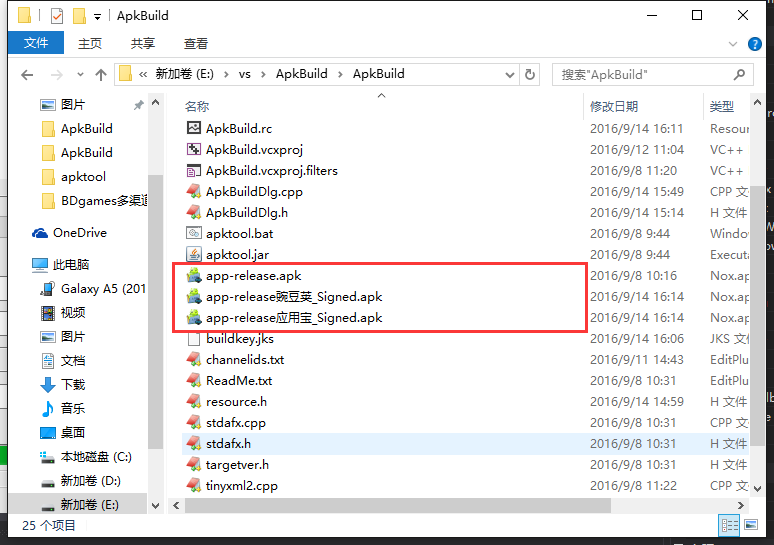 ApkBuild
文件 主页 共享 查看
« 新加卷 (E:) > vs > ApkBuild > ApkBuild 搜索"ApkBuild"
图片
ApkBuild
ApkBuild
apktool
BDgames多渠道
OneDrive
此电脑
Galaxy A5 (201
视频
图片
文档
下载
音乐
桌面
本地磁盘 (C:)
新加卷 (D:)
新加卷 (E:)
名称 修改日期 类型
ApkBuild.rc 2016/9/14 16:11 Resour
ApkBuild.vcxproj 2016/9/12 11:04 VC++
ApkBuild.vcxproj.filters 2016/9/8 11:20 VC++
ApkBuildDlg.cpp 2016/9/14 15:49 CPP 文
ApkBuildDlg.h 2016/9/14 15:14 H 文件
apktool.bat 2016/9/8 9:44 Window
apktool.jar 2016/9/8 9:44 Executa
app-release.apk 2016/9/8 10:16 Nox.ap
app-release豌豆荚_Signed.apk 2016/9/14 16:14 Nox.ap
app-release应用宝_Signed.apk 2016/9/14 16:14 Nox.ap
buildkey.jks 2016/9/14 16:06 JKS 文
channelids.txt 2016/9/11 14:43 EditPlu
ReadMe.txt 2016/9/8 10:31 EditPlu
resource.h 2016/9/14 14:59 H 文件
stdafx.cpp 2016/9/8 10:31 CPP 文
stdafx.h 2016/9/8 10:31 H 文件
targetver.h 2016/9/8 10:31 H 文件
tinyxml2.cpp 2016/9/8 11:22 CPP 文
25 个项目